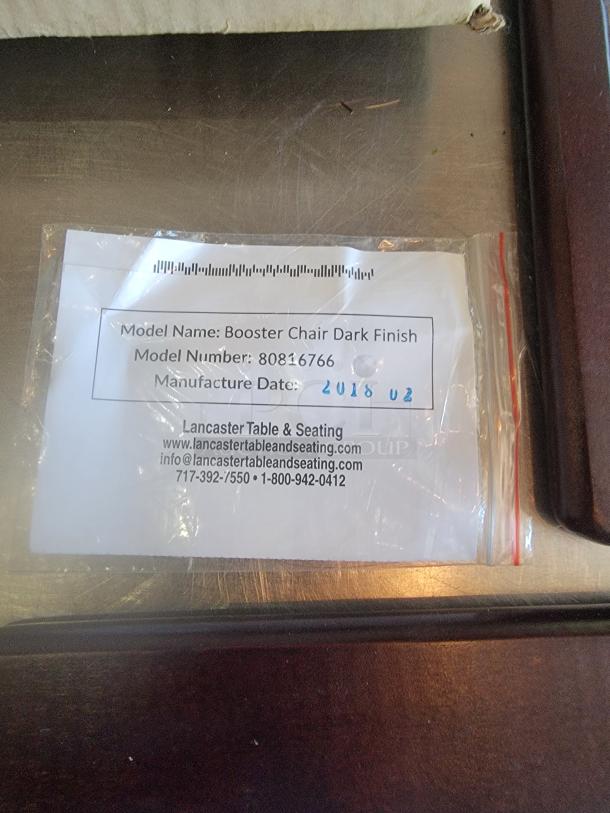 Model Name: Booster Chair Dark Finish
Model Number: 80816766
Manufacture Date: 2018 02
Lancaster Table & Seating
www.lancastertableandseating.com
info@lancastertableandseating.com
717-392-7550 • 1-800-942-0412